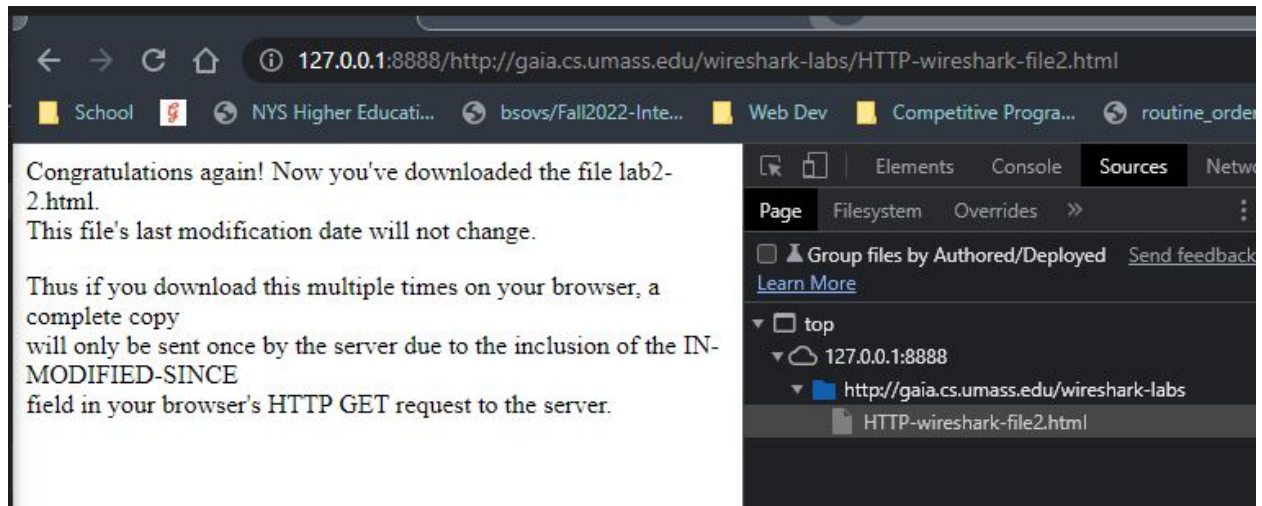 127.0.0.1:8888/http://gaia.cs.umass.edu/wireshark-labs/HTTP-wireshark-file2.html
School NYS Higher Educati... bsovs/Fall2022-Inte... Web Dev Competitive Progra... routine_order
Congratulations again! Now you've downloaded the file lab2-
2.html.
This file's last modification date will not change.
Thus if you download this multiple times on your browser, a
complete copy
will only be sent once by the server due to the inclusion of the IN-
MODIFIED-SINCE
field in your browser's HTTP GET request to the server.
Elements Console Sources Netwo
Page Filesystem Overrides »
Group files by Authored/Deployed Send feedback
Learn More
top
127.0.0.1:8888
http://gaia.cs.umass.edu/wireshark-labs
HTTP-wireshark-file2.html